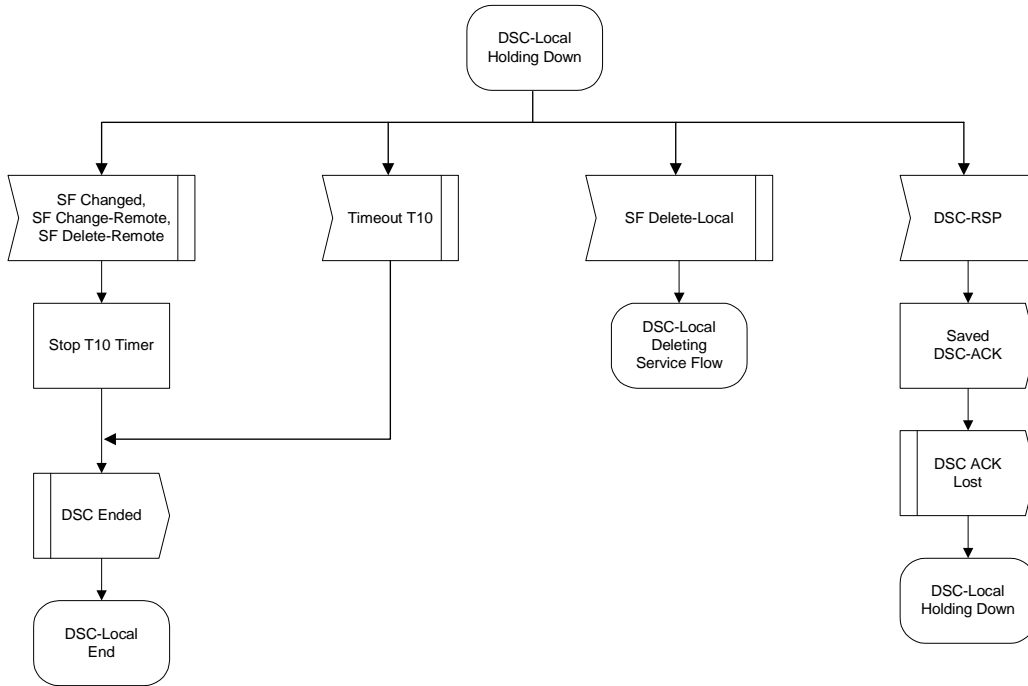 DSC-Local
Holding Down
SF Changed,
SF Change-Remote,
SF Delete-Remote
Timeout T10
SF Delete-Local
DSC-RSP
Stop T10 Timer
DSC-Local
Deleting
Service Flow
Saved
DSC-ACK
DSC Ended
DSC ACK
Lost
DSC-Local
End
DSC-Local
Holding Down